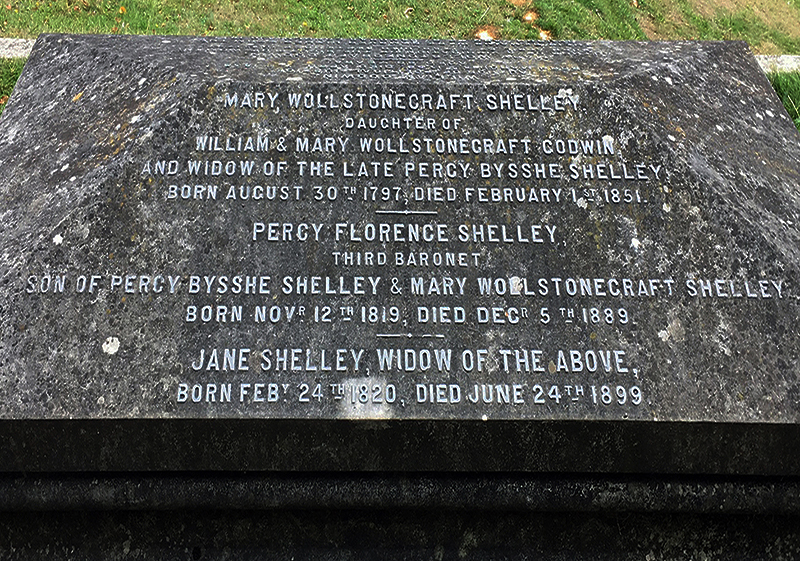 MARY WOLLSTONECRAFT SHELLEY,
DAUGHTER OF
WILLIAM & MARY WOLLSTONECRAFT GODWIN
AND WIDOW OF THE LATE PERCY BYSSHE SHELLEY.
BORN AUGUST 30TH 1797, DIED FEBRUARY 1ST 1851.
PERCY FLORENCE SHELLEY,
THIRD BARONET
SON OF PERCY BYSSHE SHELLEY & MARY WOLLSTONECRAFT SHELLEY.
BORN NOVR 12TH 1819, DIED DECR 5TH 1889.
JANE SHELLEY, WIDOW OF THE ABOVE,
BORN FEBY 24TH 1820, DIED JUNE 24TH 1899.